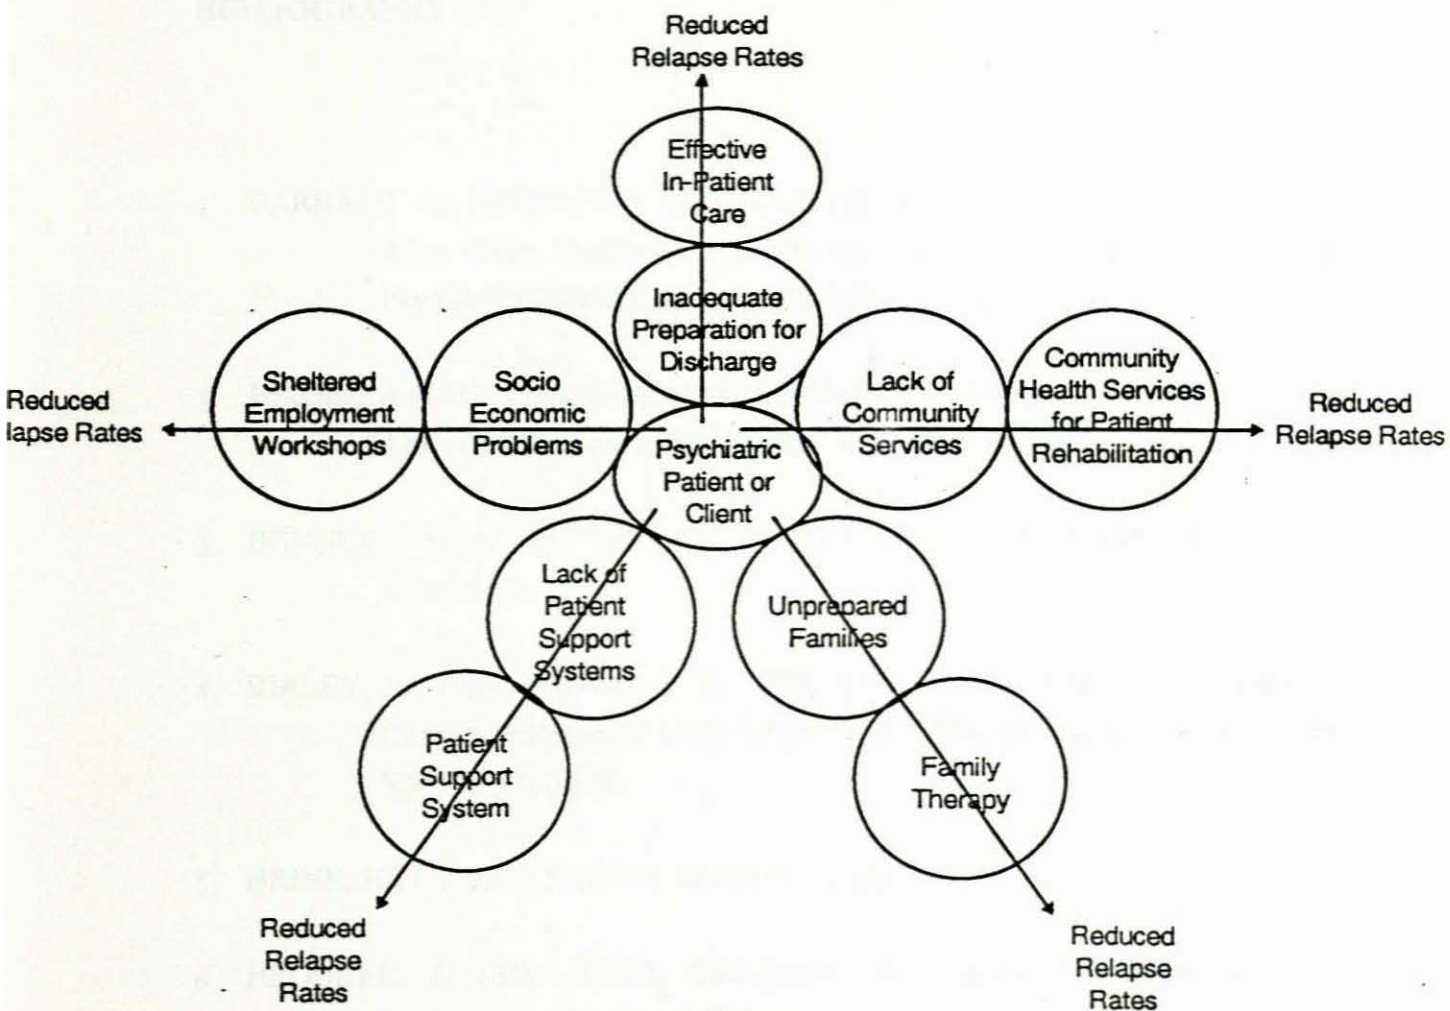 Reduced
Relapse Rates
Effective
In-Patient
Care
Inadequate
Preparation for
Discharge
Sheltered
Employment
Workshops
Socio
Economic
Problems
Lack of
Community
Services
Community
Health Services
for Patient
Rehabilitation
Reduced
lapse Rates
Reduced
Relapse Rates
Psychiatric
Patient or
Client
Lack of
Patient
Support
Systems
Unprepared
Families
Patient
Support
System
Family
Therapy
Reduced
Relapse
Rates
Reduced
Relapse
Rates